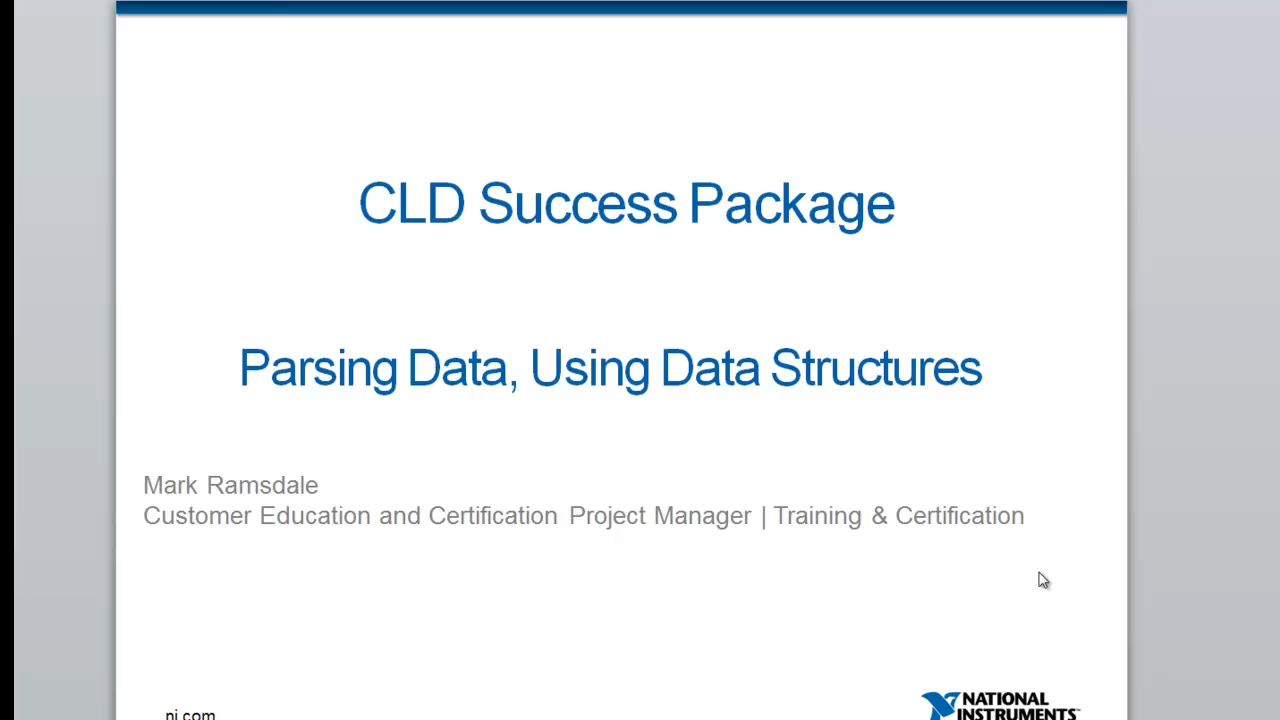 CLD Success Package
Parsing Data, Using Data Structures
Mark Ramsdale
Customer Education and Certification Project Manager | Training & Certification
ni.com
NATIONAL
INSTRUMENTS™